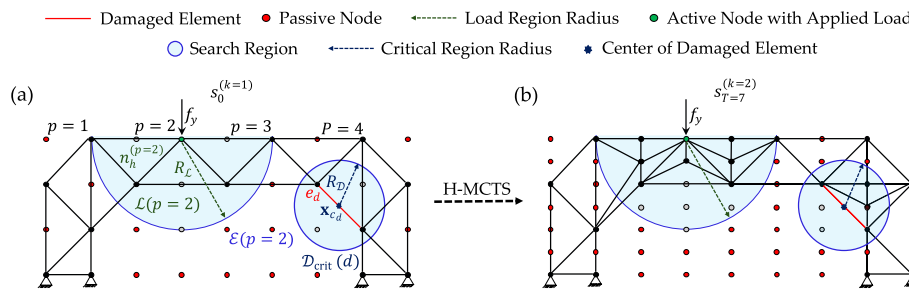 Damaged Element Passive Node Load Region Radius Active Node with Applied Load
Search Region Critical Region Radius Center of Damaged Element
(a) s_0^{(k=1)} (b) s_{T=7}^{(k=2)}
f_y f_y
p = 1 p = 2 p = 3 P = 4
n_h^{(p=2)} R_ℒ R_𝒟
H-MCTS
ℒ(p = 2) e_d x_{c_d}
ℰ(p = 2)
𝒟_crit (d)